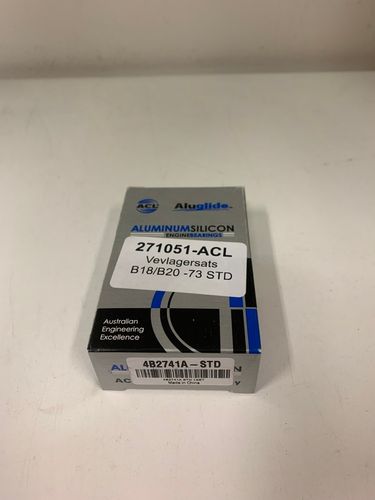 ACL Aluglide
ALUMINUMSILICON
ENGINEBEARINGS
271051-ACL
Vevlagersats
B18/B20 -73 STD
Australian
Engineering
Excellence
4B2741A-STD
Made in China